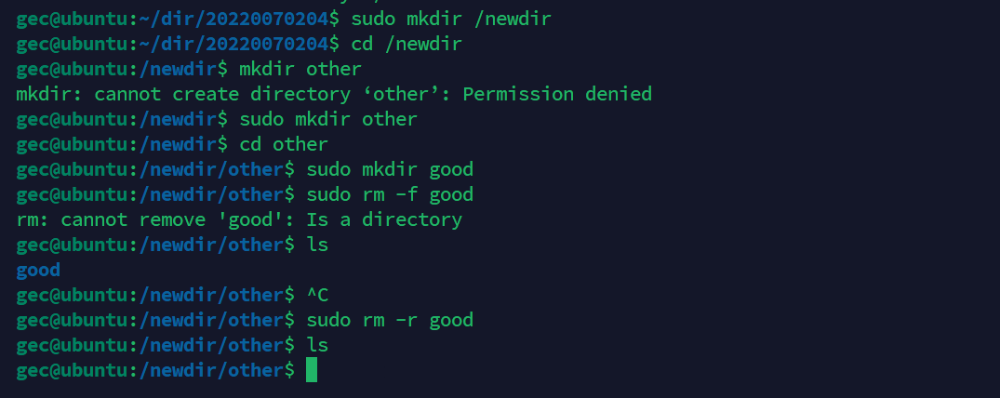 gec@ubuntu:~/dir/20220070204$ sudo mkdir /newdir
gec@ubuntu:~/dir/20220070204$ cd /newdir
gec@ubuntu:/newdir$ mkdir other
mkdir: cannot create directory ‘other’: Permission denied
gec@ubuntu:/newdir$ sudo mkdir other
gec@ubuntu:/newdir$ cd other
gec@ubuntu:/newdir/other$ sudo mkdir good
gec@ubuntu:/newdir/other$ sudo rm -f good
rm: cannot remove 'good': Is a directory
gec@ubuntu:/newdir/other$ ls
good
gec@ubuntu:/newdir/other$ ^C
gec@ubuntu:/newdir/other$ sudo rm -r good
gec@ubuntu:/newdir/other$ ls
gec@ubuntu:/newdir/other$